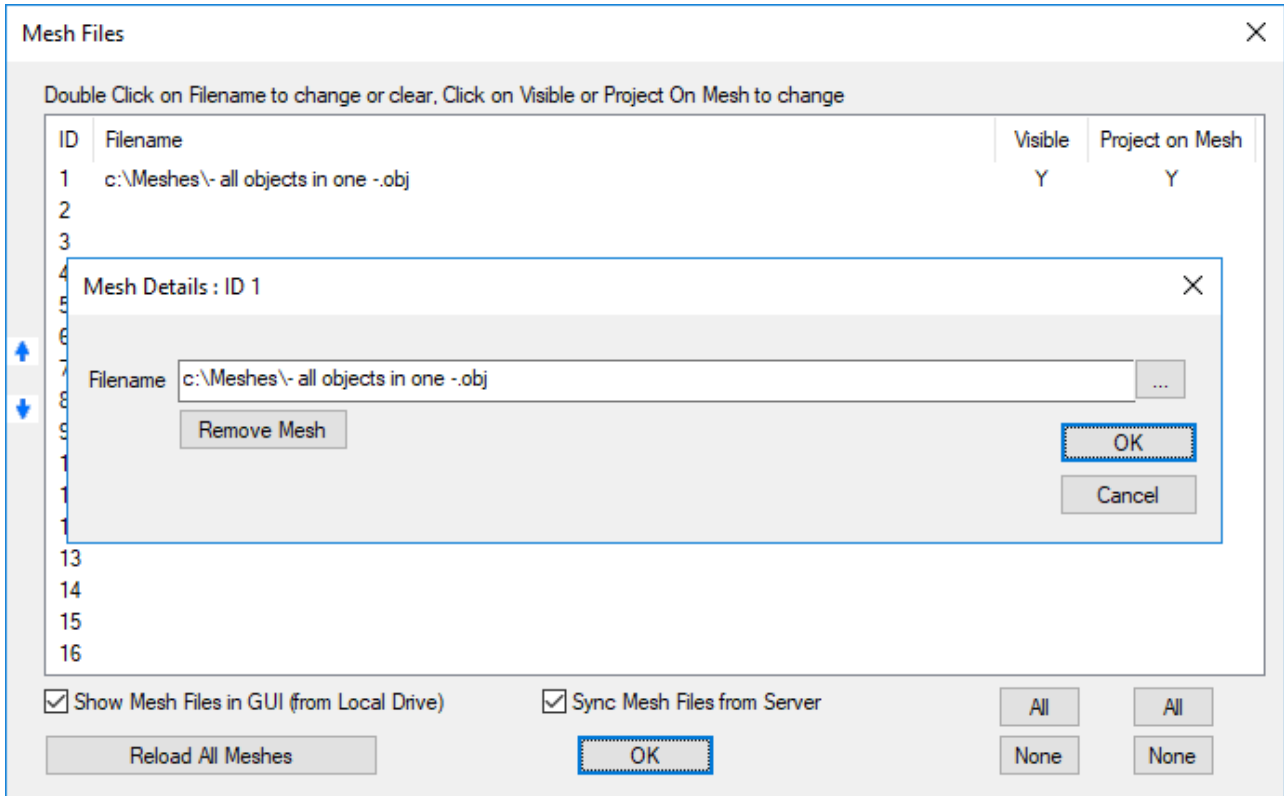 Mesh Files
Double Click on Filename to change or clear, Click on Visible or Project On Mesh to change
ID Filename Visible Project on Mesh
1 c:\Meshes\- all objects in one -.obj Y Y
2
3
Mesh Details : ID 1
Filename c:\Meshes\- all objects in one -.obj ...
Remove Mesh
OK
Cancel
13
14
15
16
Show Mesh Files in GUI (from Local Drive) Sync Mesh Files from Server All All
Reload All Meshes OK None None